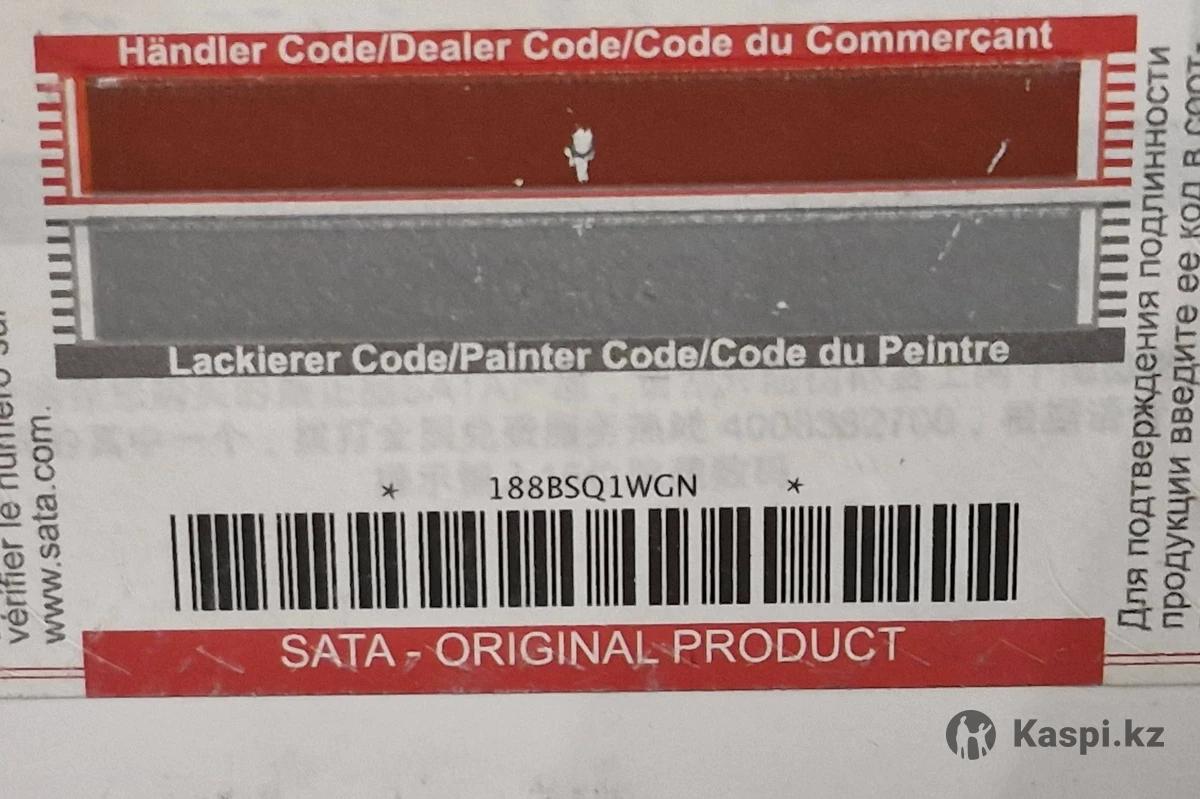 Händler Code/Dealer Code/Code du Commerçant
Lackierer Code/Painter Code/Code du Peintre
* 188BSQ1WGN *
SATA - ORIGINAL PRODUCT
vérifier le numéro sur
www.sata.com.
Для подтверждения подлинности
продукции введите ее код в
4008382700
Kaspi.kz